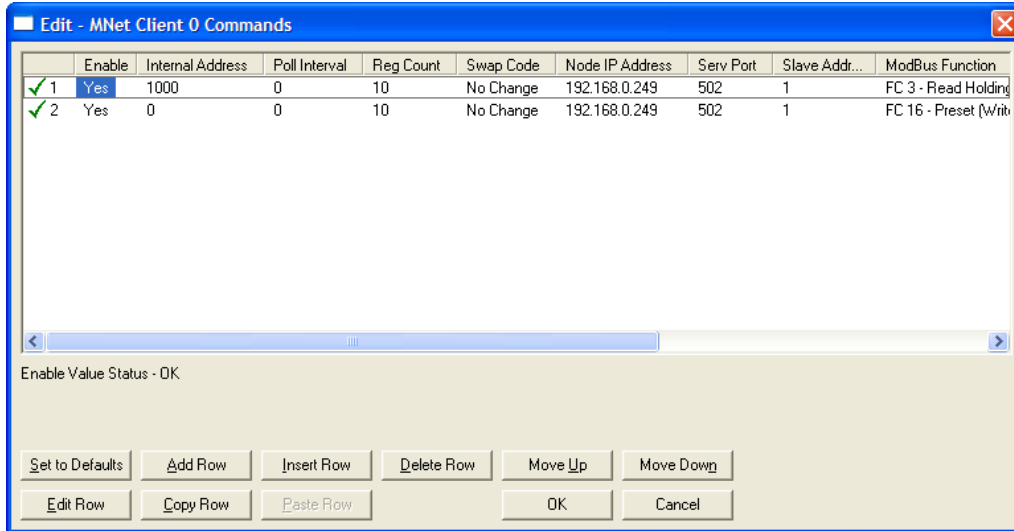 Edit - MNet Client 0 Commands
Enable Internal Address Poll Interval Reg Count Swap Code Node IP Address Serv Port Slave Addr... ModBus Function
1 Yes 1000 0 10 No Change 192.168.0.249 502 1 FC 3 - Read Holding
2 Yes 0 0 10 No Change 192.168.0.249 502 1 FC 16 - Preset (Write
Enable Value Status - OK
Set to Defaults Add Row Insert Row Delete Row Move Up Move Down
Edit Row Copy Row Paste Row OK Cancel